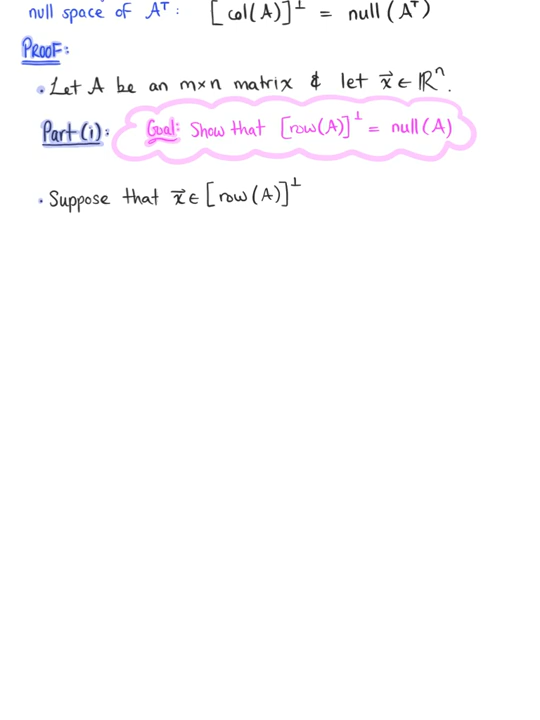 null space of Aᵀ: [col(A)]^⊥ = null(Aᵀ)
PROOF:
• Let A be an m×n matrix & let x⃗ ∈ ℝⁿ.
Part (i): Goal: Show that [row(A)]^⊥ = null(A)
• Suppose that x⃗ ∈ [row(A)]^⊥